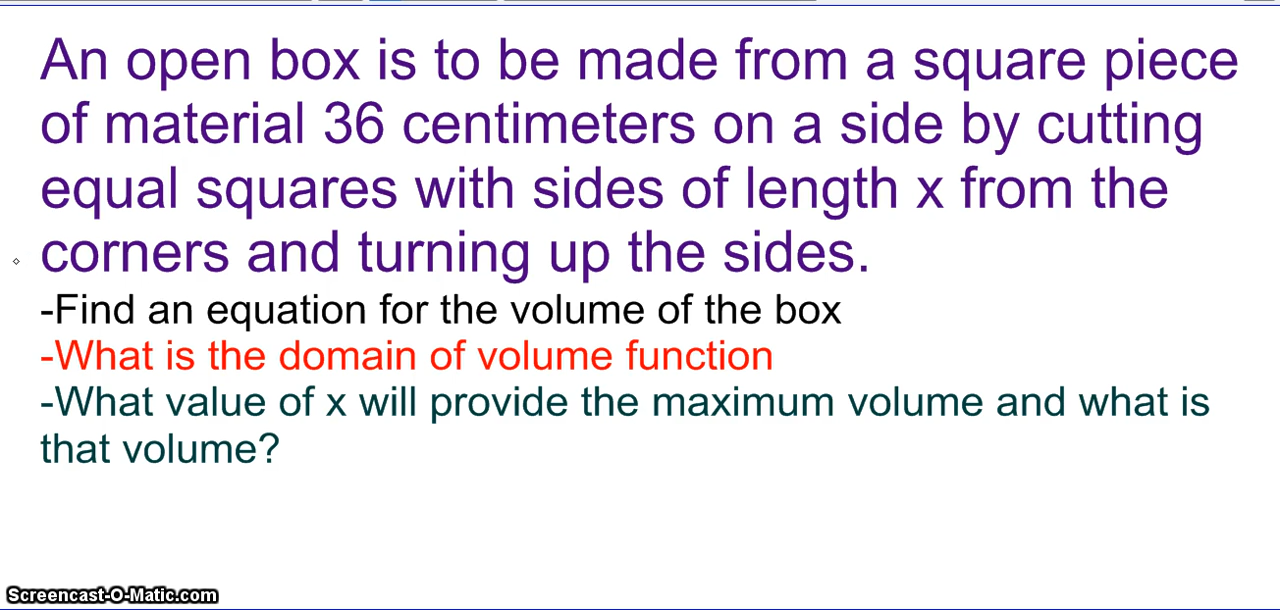 An open box is to be made from a square piece
of material 36 centimeters on a side by cutting
equal squares with sides of length x from the
corners and turning up the sides.
-Find an equation for the volume of the box
-What is the domain of volume function
-What value of x will provide the maximum volume and what is
that volume?
Screencast-O-Matic.com